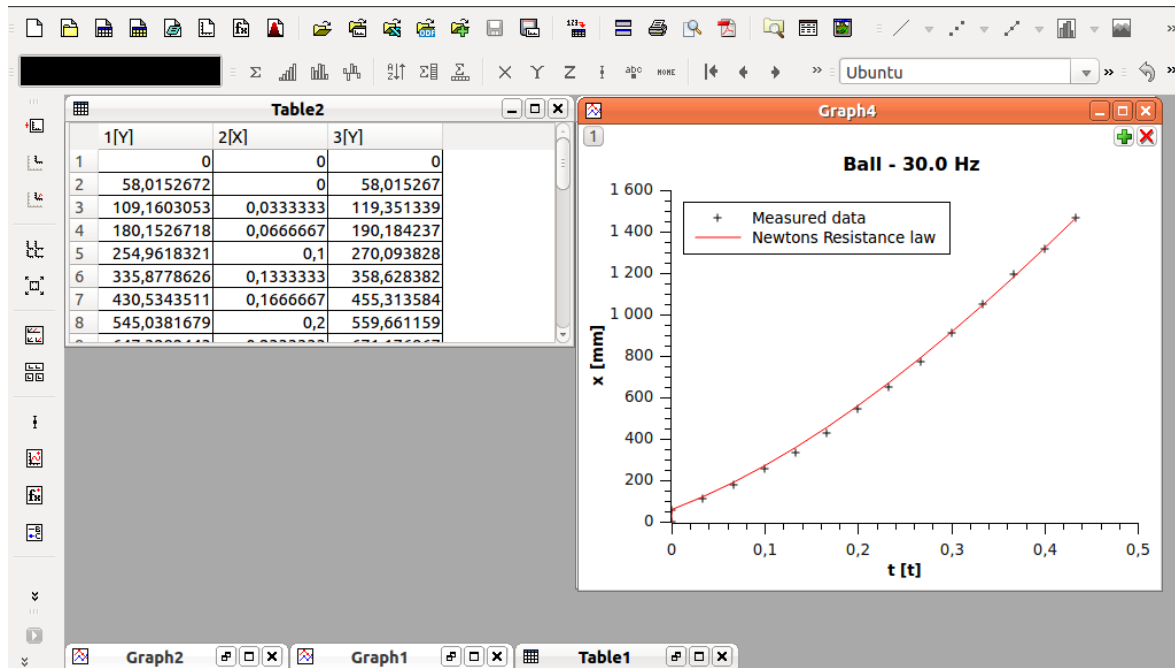 123
ODF
Σ
Σ
Σ
X Y Z
abc
HOME
»
Ubuntu
»
»
Table2
1[Y] 2[X] 3[Y]
1 0 0 0
2 58,0152672 0 58,015267
3 109,1603053 0,0333333 119,351339
4 180,1526718 0,0666667 190,184237
5 254,9618321 0,1 270,093828
6 335,8778626 0,1333333 358,628382
7 430,5343511 0,1666667 455,313584
8 545,0381679 0,2 559,661159
Graph4
1
Ball - 30.0 Hz
Measured data
Newtons Resistance law
1 600
1 400
1 200
1 000
800
600
400
200
0
x [mm]
0 0,1 0,2 0,3 0,4 0,5
t [t]
Graph2
Graph1
Table1